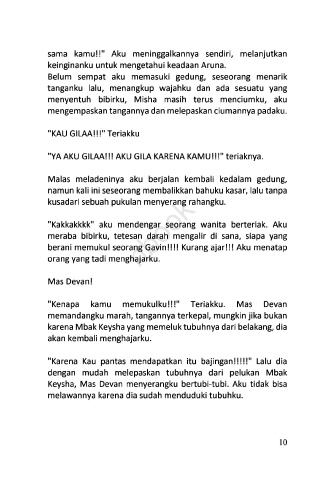 sama kamu!!" Aku meninggalkannya sendiri, melanjutkan
keinginanku untuk mengetahui keadaan Aruna.
Belum sempat aku memasuki gedung, seseorang menarik
tanganku lalu, menangkup wajahku dan ada sesuatu yang
menyentuh bibirku, Misha masih terus menciumku, aku
mengempaskan tangannya dan melepaskan ciumannya padaku.
"KAU GILAA!!!" Teriakku
"YA AKU GILAA!!! AKU GILA KARENA KAMU!!!" teriaknya.
Malas meladeninya aku berjalan kembali kedalam gedung,
namun kali ini seseorang membalikkan bahuku kasar, lalu tanpa
kusadari sebuah pukulan menyerang rahangku.
"Kakkakkkk" aku mendengar seorang wanita berteriak. Aku
meraba bibirku, tetesan darah mengalir di sana, siapa yang
berani memukul seorang Gavin!!!! Kurang ajar!!! Aku menatap
orang yang tadi menghajarku.
Mas Devan!
"Kenapa kamu memukulku!!!" Teriakku. Mas Devan
memandangku marah, tangannya terkepal, mungkin jika bukan
karena Mbak Keysha yang memeluk tubuhnya dari belakang, dia
akan kembali menghajarku.
"Karena Kau pantas mendapatkan itu bajingan!!!!!" Lalu dia
dengan mudah melepaskan tubuhnya dari pelukan Mbak
Keysha, Mas Devan menyerangku bertubi-tubi. Aku tidak bisa
melawannya karena dia sudah menduduki tubuhku.
10